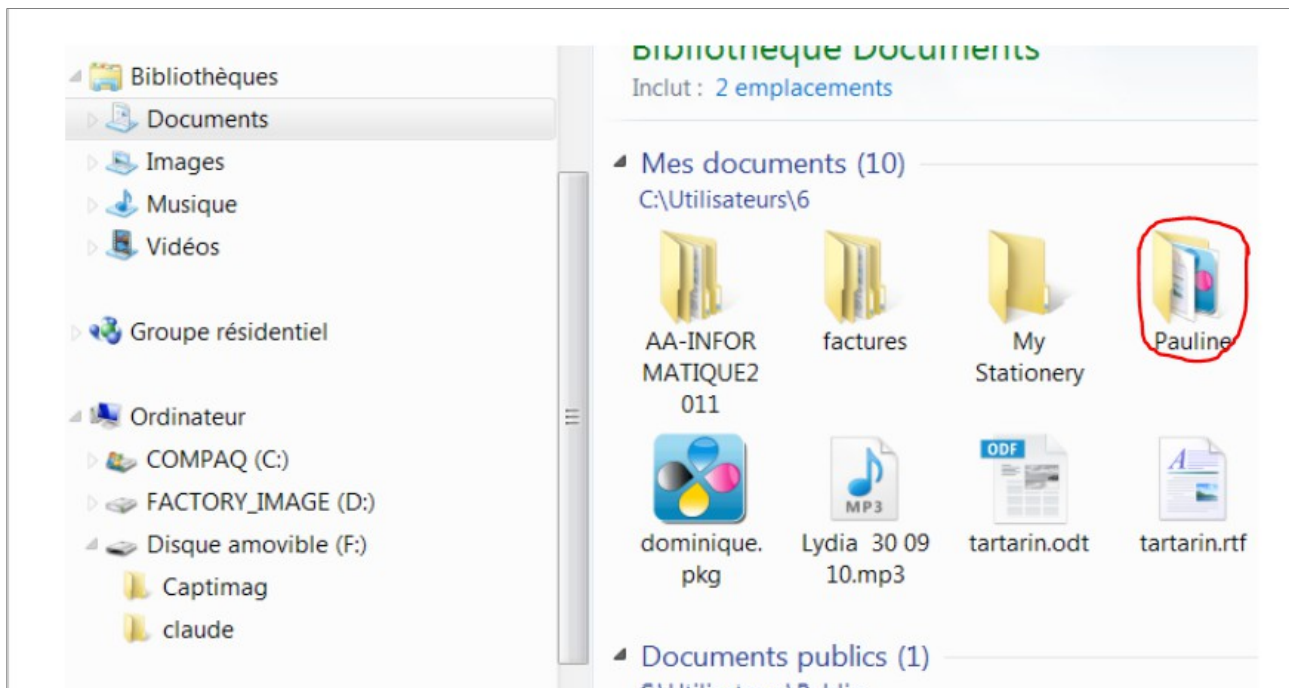 Bibliothèques
Documents
Images
Musique
Vidéos
Groupe résidentiel
Ordinateur
COMPAQ (C:)
FACTORY_IMAGE (D:)
Disque amovible (F:)
Captimag
claude
Bibliothèque Documents
Inclut : 2 emplacements
Mes documents (10)
C:\Utilisateurs\6
AA-INFOR
MATIQUE2
011
factures
My
Stationery
Pauline
dominique.
pkg
MP3
Lydia 30 09
10.mp3
ODF
tartarin.odt
A
tartarin.rtf
Documents publics (1)